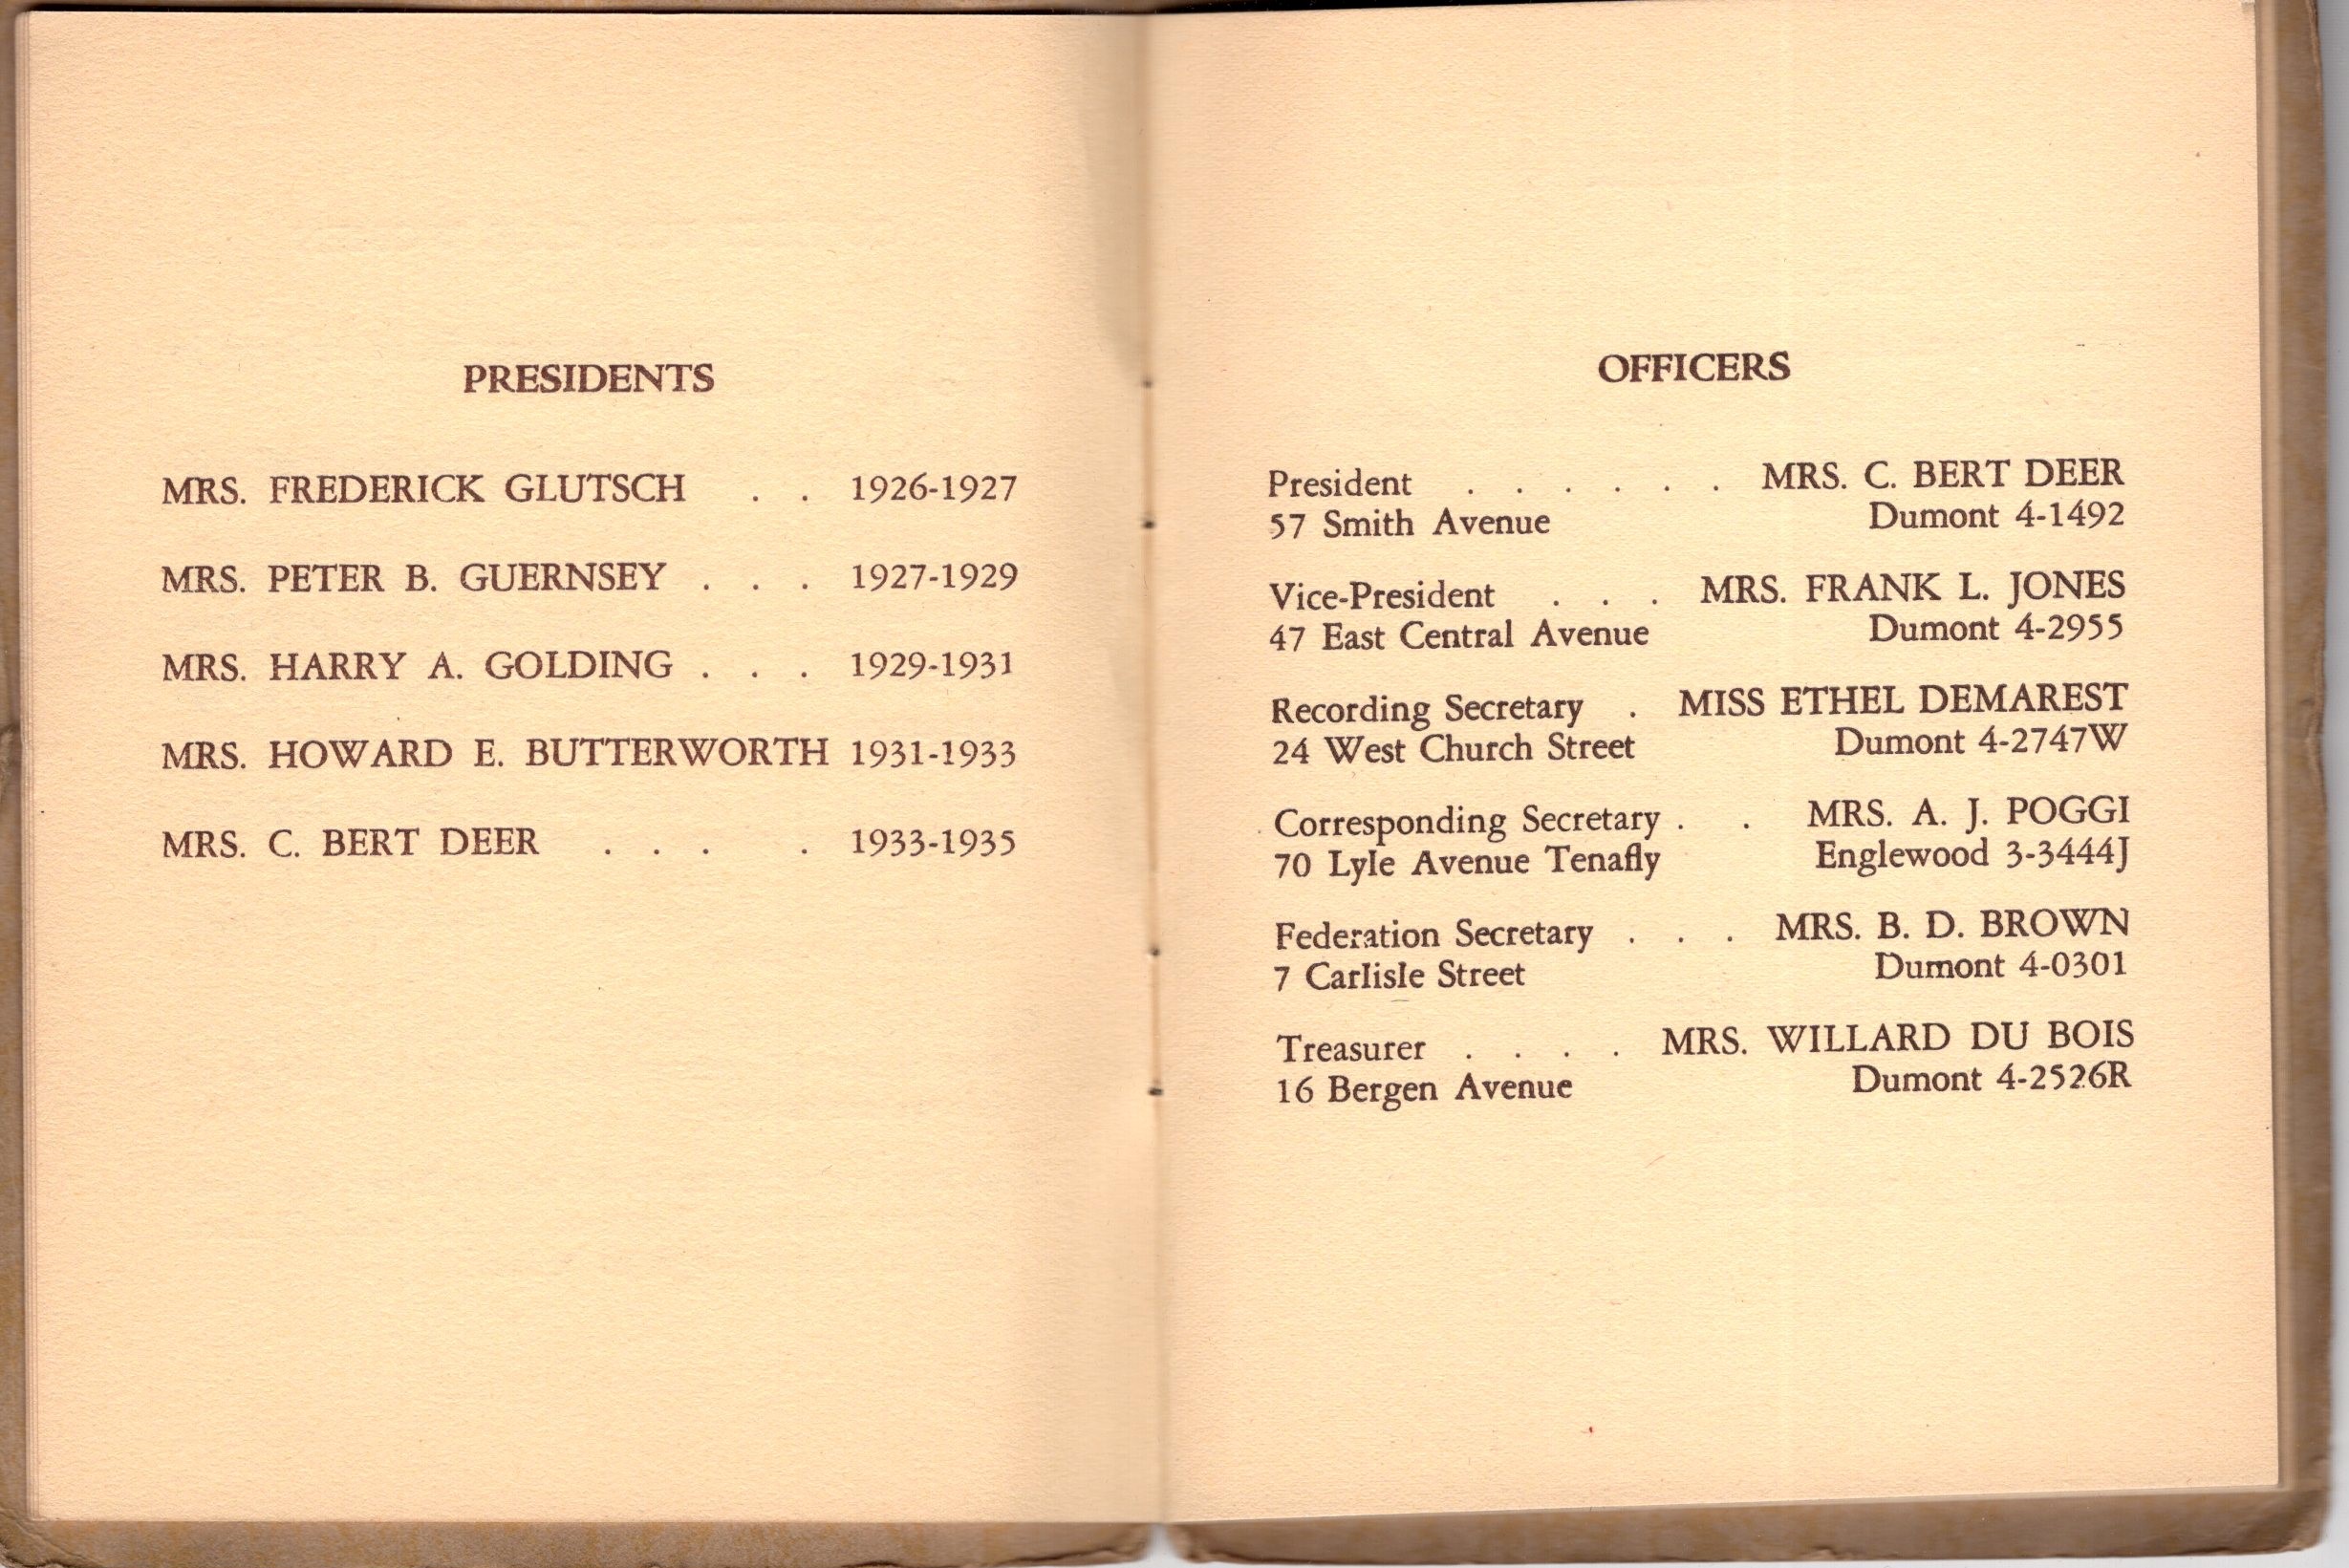 PRESIDENTS
MRS. FREDERICK GLUTSCH . . 1926-1927
MRS. PETER B. GUERNSEY . . . 1927-1929
MRS. HARRY A. GOLDING . . . 1929-1931
MRS. HOWARD E. BUTTERWORTH 1931-1933
MRS. C. BERT DEER . . . . 1933-1935
OFFICERS
President . . . . . . MRS. C. BERT DEER
57 Smith Avenue Dumont 4-1492
Vice-President . . . MRS. FRANK L. JONES
47 East Central Avenue Dumont 4-2955
Recording Secretary . MISS ETHEL DEMAREST
24 West Church Street Dumont 4-2747W
Corresponding Secretary . . MRS. A. J. POGGI
70 Lyle Avenue Tenafly Englewood 3-3444J
Federation Secretary . . . MRS. B. D. BROWN
7 Carlisle Street Dumont 4-0301
Treasurer . . . . MRS. WILLARD DU BOIS
16 Bergen Avenue Dumont 4-2526R